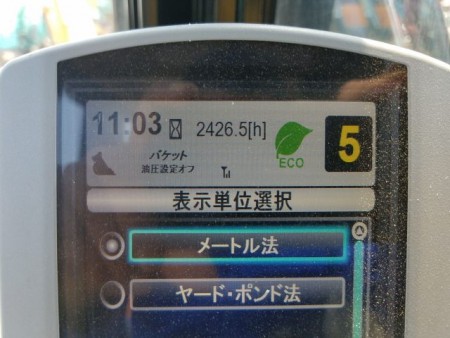 11:03 2426.5[h] 5
ECO
バケット
油圧設定オフ
表示単位選択
メートル法
ヤード・ポンド法